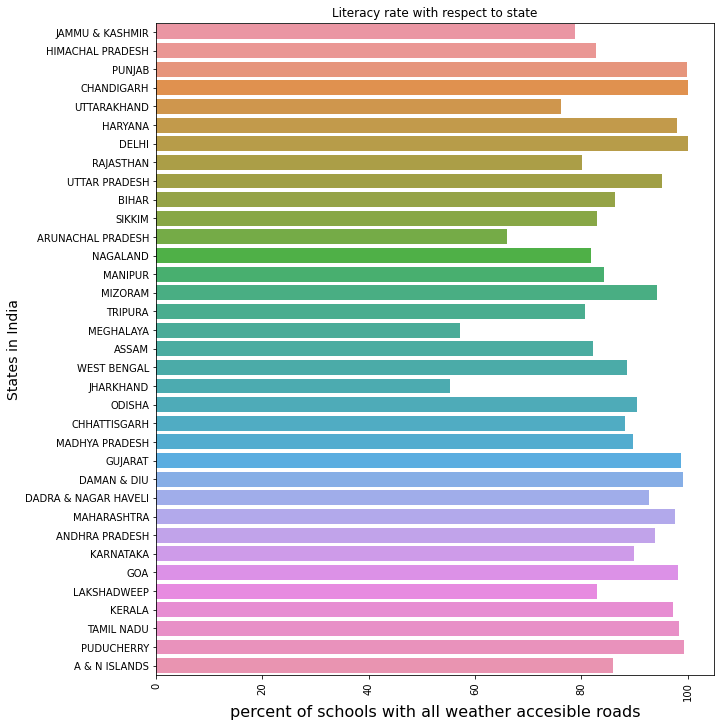 Literacy rate with respect to state
JAMMU & KASHMIR
HIMACHAL PRADESH
PUNJAB
CHANDIGARH
UTTARAKHAND
HARYANA
DELHI
RAJASTHAN
UTTAR PRADESH
BIHAR
SIKKIM
ARUNACHAL PRADESH
NAGALAND
MANIPUR
MIZORAM
TRIPURA
MEGHALAYA
ASSAM
WEST BENGAL
JHARKHAND
ODISHA
CHHATTISGARH
MADHYA PRADESH
GUJARAT
DAMAN & DIU
DADRA & NAGAR HAVELI
MAHARASHTRA
ANDHRA PRADESH
KARNATAKA
GOA
LAKSHADWEEP
KERALA
TAMIL NADU
PUDUCHERRY
A & N ISLANDS
States in India
0 20 40 60 80 100
percent of schools with all weather accesible roads